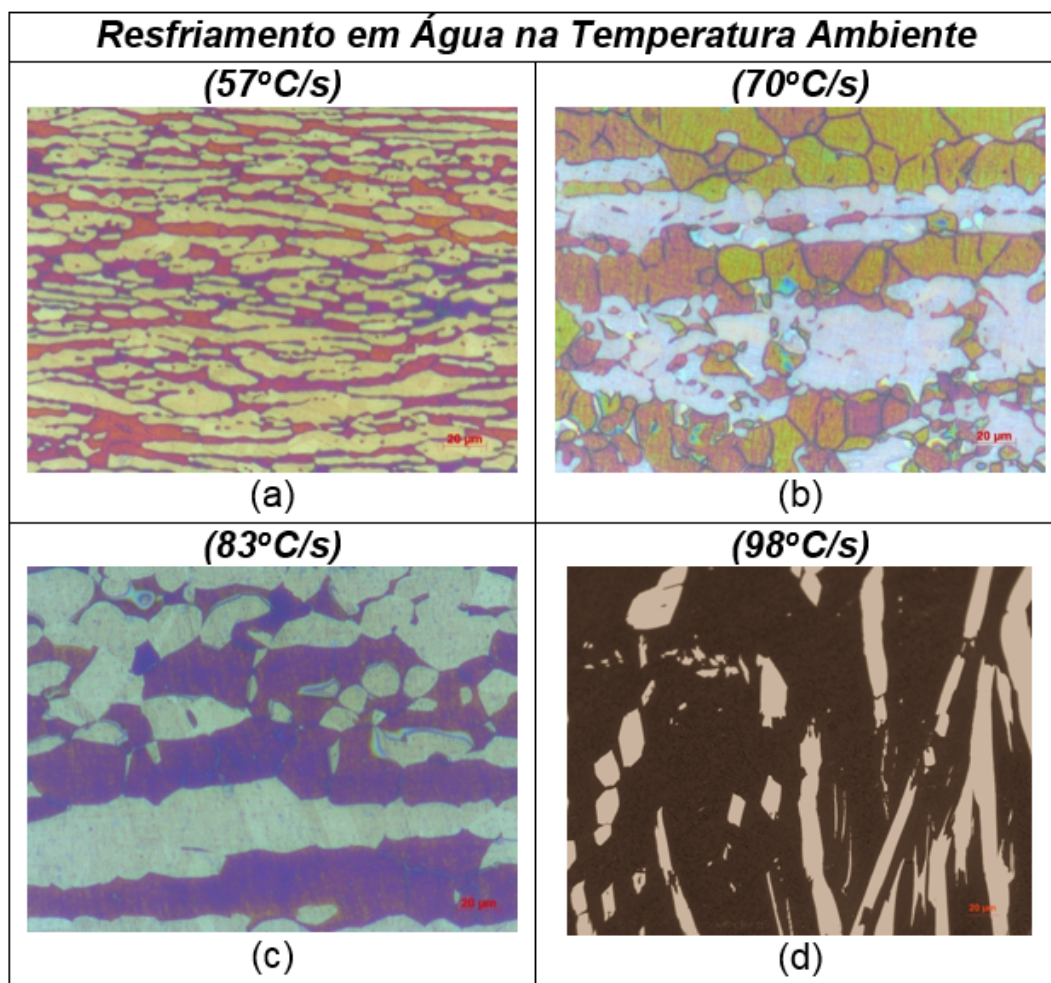 Resfriamento em Água na Temperatura Ambiente
(57ºC/s)
(70ºC/s)
20 µm
20 µm
(a)
(b)
(83ºC/s)
(98ºC/s)
20 µm
20 µm
(c)
(d)